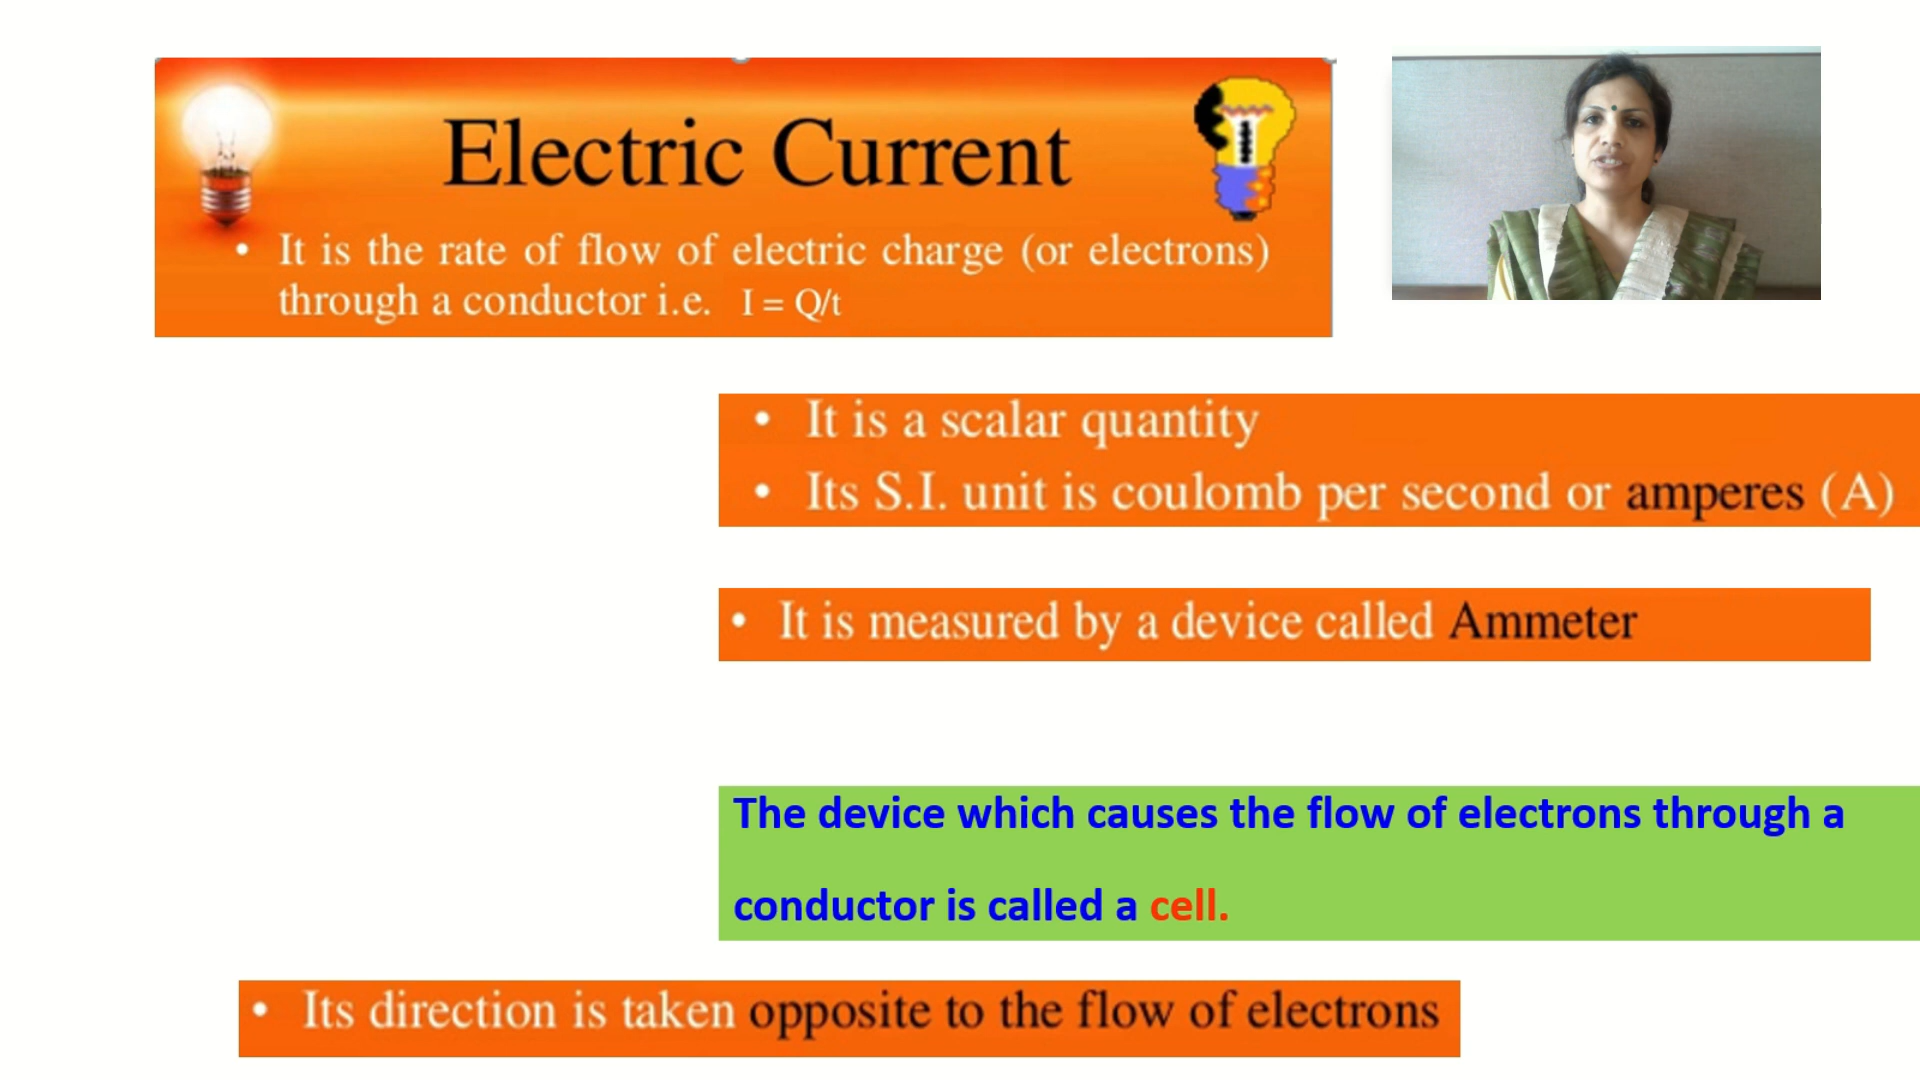 Electric Current
• It is the rate of flow of electric charge (or electrons)
through a conductor i.e. I = Q/t
• It is a scalar quantity
• Its S.I. unit is coulomb per second or amperes (A)
• It is measured by a device called Ammeter
The device which causes the flow of electrons through a
conductor is called a cell.
• Its direction is taken opposite to the flow of electrons